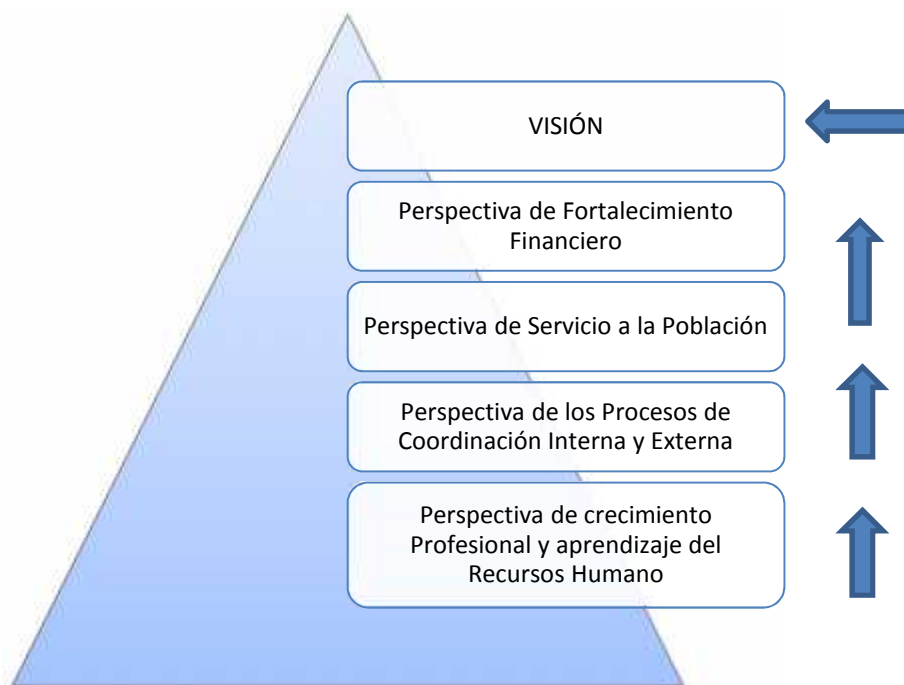 VISIÓN
Perspectiva de Fortalecimiento
Financiero
Perspectiva de Servicio a la Población
Perspectiva de los Procesos de
Coordinación Interna y Externa
Perspectiva de crecimiento
Profesional y aprendizaje del
Recursos Humano